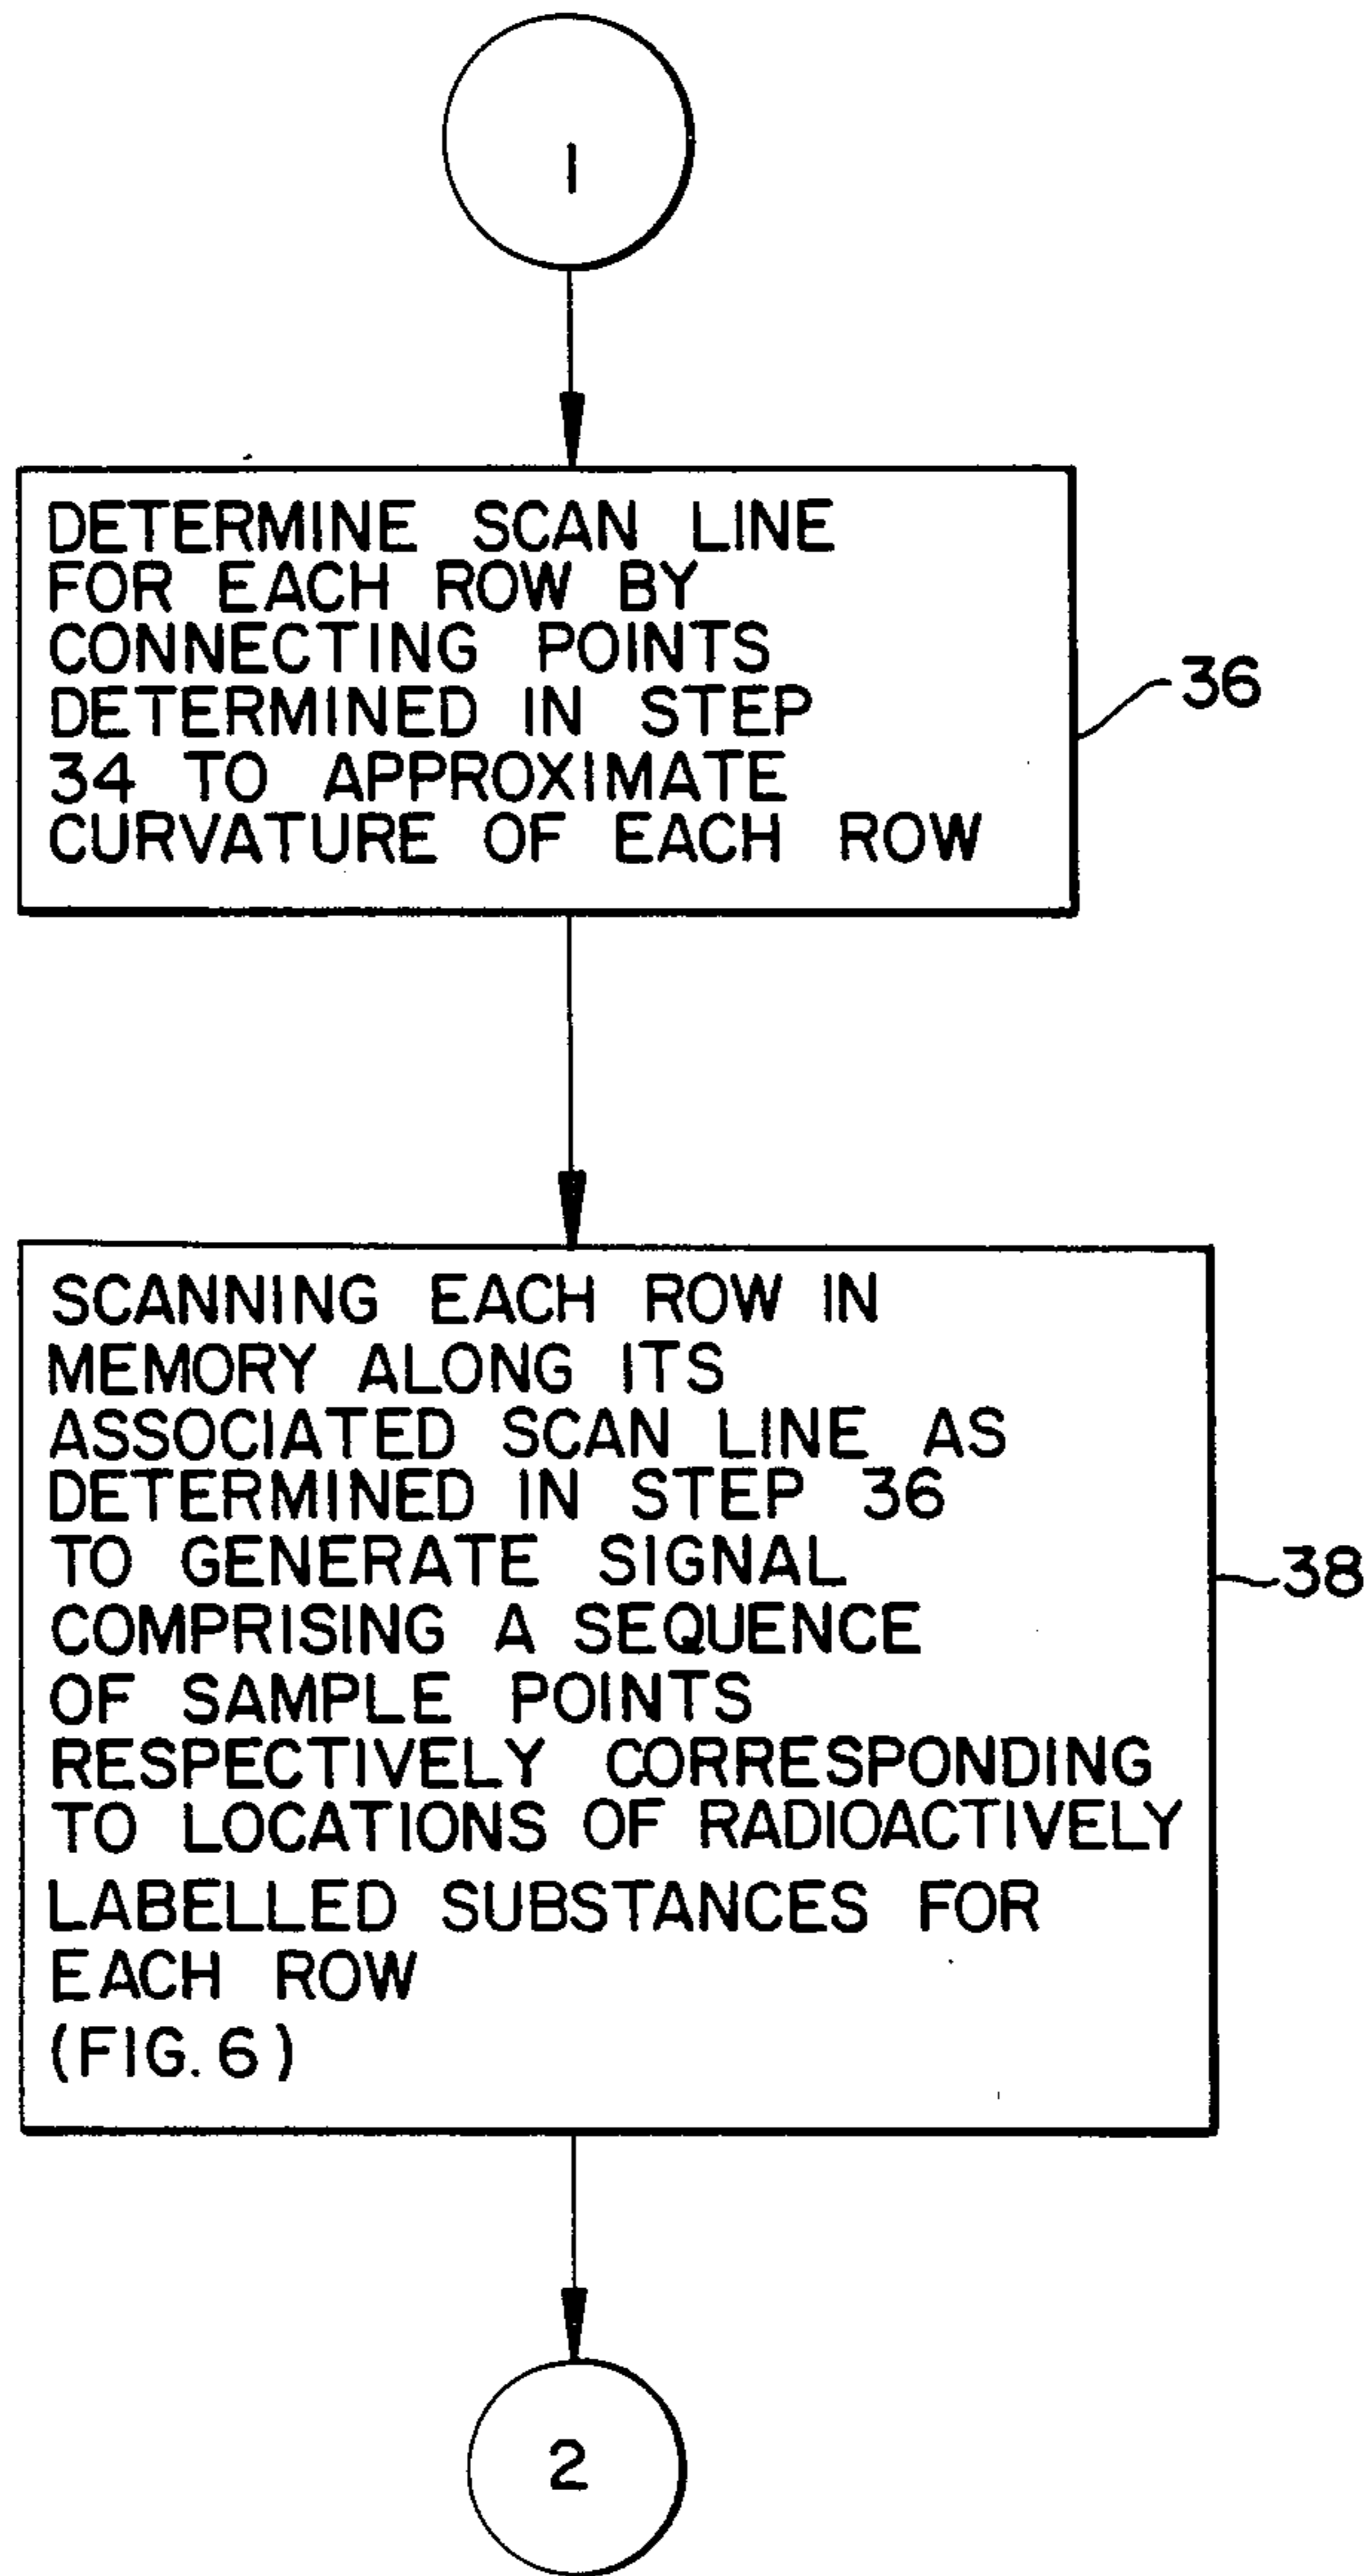 1
DETERMINE SCAN LINE
FOR EACH ROW BY
CONNECTING POINTS
DETERMINED IN STEP
34 TO APPROXIMATE
CURVATURE OF EACH ROW
36
SCANNING EACH ROW IN
MEMORY ALONG ITS
ASSOCIATED SCAN LINE AS
DETERMINED IN STEP 36
TO GENERATE SIGNAL
COMPRISING A SEQUENCE
OF SAMPLE POINTS
RESPECTIVELY CORRESPONDING
TO LOCATIONS OF RADIOACTIVELY
LABELLED SUBSTANCES FOR
EACH ROW
(FIG. 6)
38
2